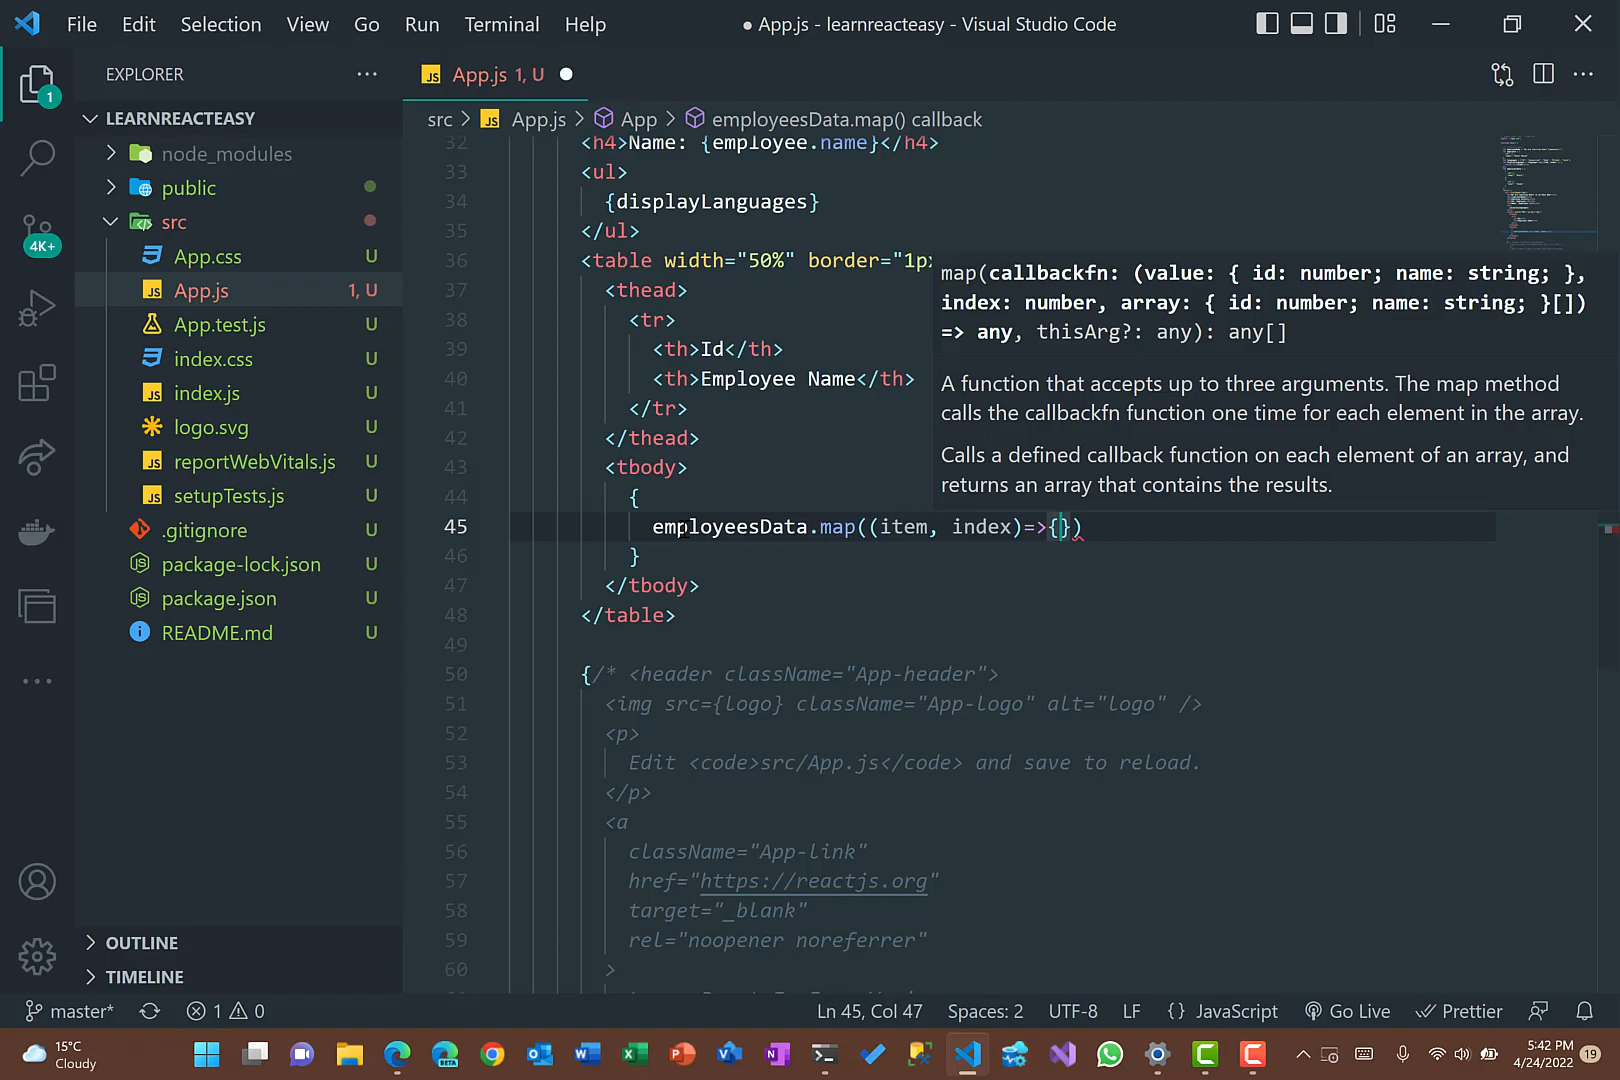 File Edit Selection View Go Run Terminal Help
● App.js - learnreacteasy - Visual Studio Code
EXPLORER
App.js 1, U
1
LEARNREACTEASY
node_modules
public
src
App.css U
App.js 1, U
App.test.js U
index.css U
index.js U
logo.svg U
reportWebVitals.js U
setupTests.js U
.gitignore U
package-lock.json U
package.json U
README.md U
4K+
OUTLINE
TIMELINE
src > App.js > App > employeesData.map() callback
32 <h4>Name: {employee.name}</h4>
33 <ul>
34 {displayLanguages}
35 </ul>
36 <table width="50%" border="1px
37 <thead>
38 <tr>
39 <th>Id</th>
40 <th>Employee Name</th>
41 </tr>
42 </thead>
43 <tbody>
44 {
45 employeesData.map((item, index)=>{})
46 }
47 </tbody>
48 </table>
49
50 {/* <header className="App-header">
51 <img src={logo} className="App-logo" alt="logo" />
52 <p>
53 Edit <code>src/App.js</code> and save to reload.
54 </p>
55 <a
56 className="App-link"
57 href="https://reactjs.org"
58 target="_blank"
59 rel="noopener noreferrer"
60 >
map(callbackfn: (value: { id: number; name: string; },
index: number, array: { id: number; name: string; }[])
=> any, thisArg?: any): any[]
A function that accepts up to three arguments. The map method
calls the callbackfn function one time for each element in the array.
Calls a defined callback function on each element of an array, and
returns an array that contains the results.
master* 1 0 Ln 45, Col 47 Spaces: 2 UTF-8 LF {} JavaScript Go Live Prettier
15°C
Cloudy
5:42 PM
4/24/2022
19